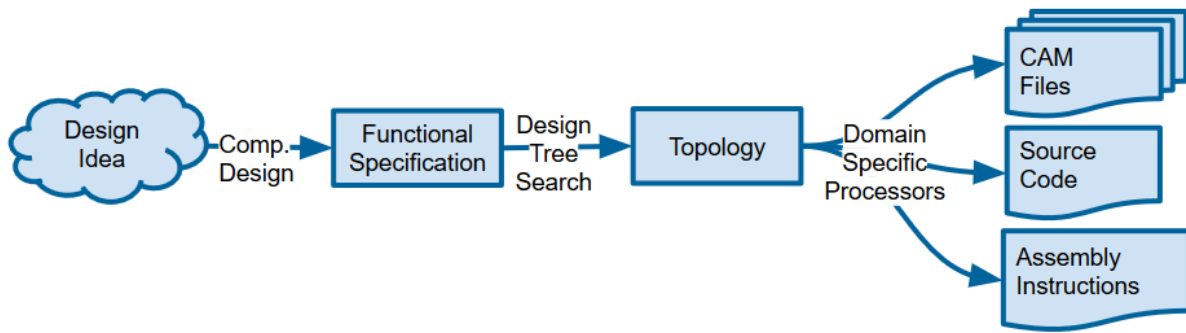 Design
Idea
Comp.
Design
Functional
Specification
Design
Tree
Search
Topology
Domain
Specific
Processors
CAM
Files
Source
Code
Assembly
Instructions